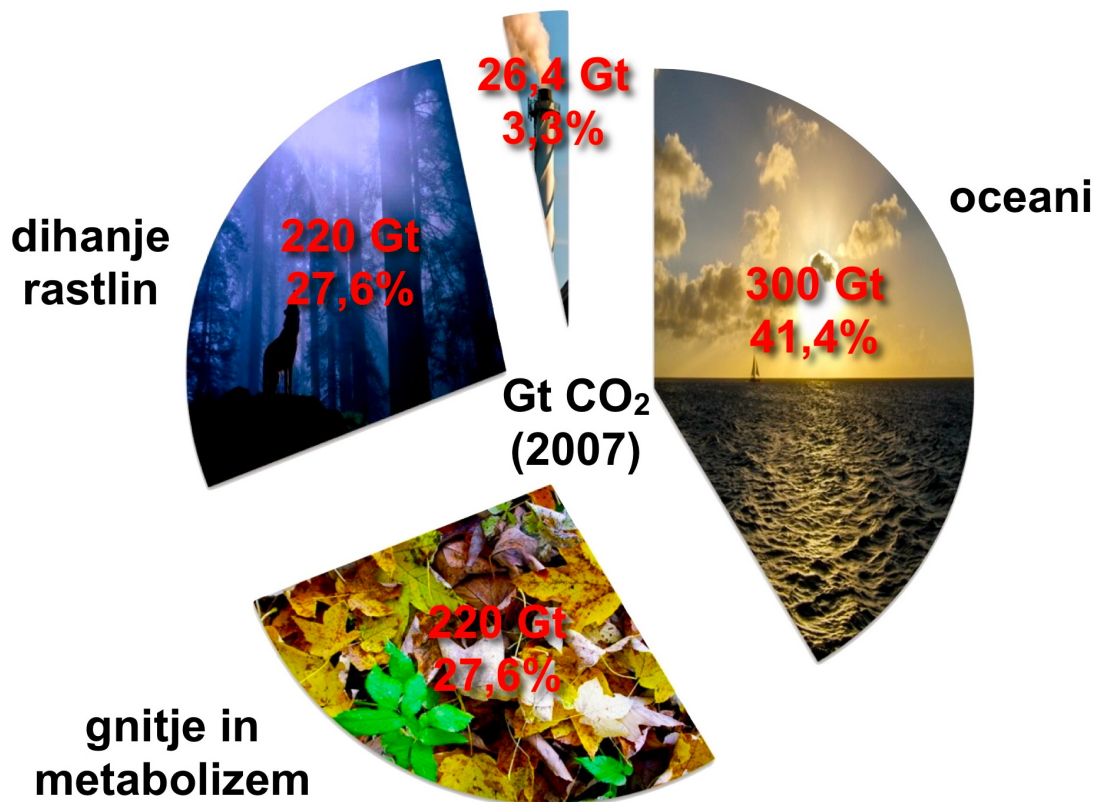 26,4 Gt
3,3%
oceani
300 Gt
41,4%
dihanje
rastlin
220 Gt
27,6%
Gt CO₂
(2007)
220 Gt
27,6%
gnitje in
metabolizem